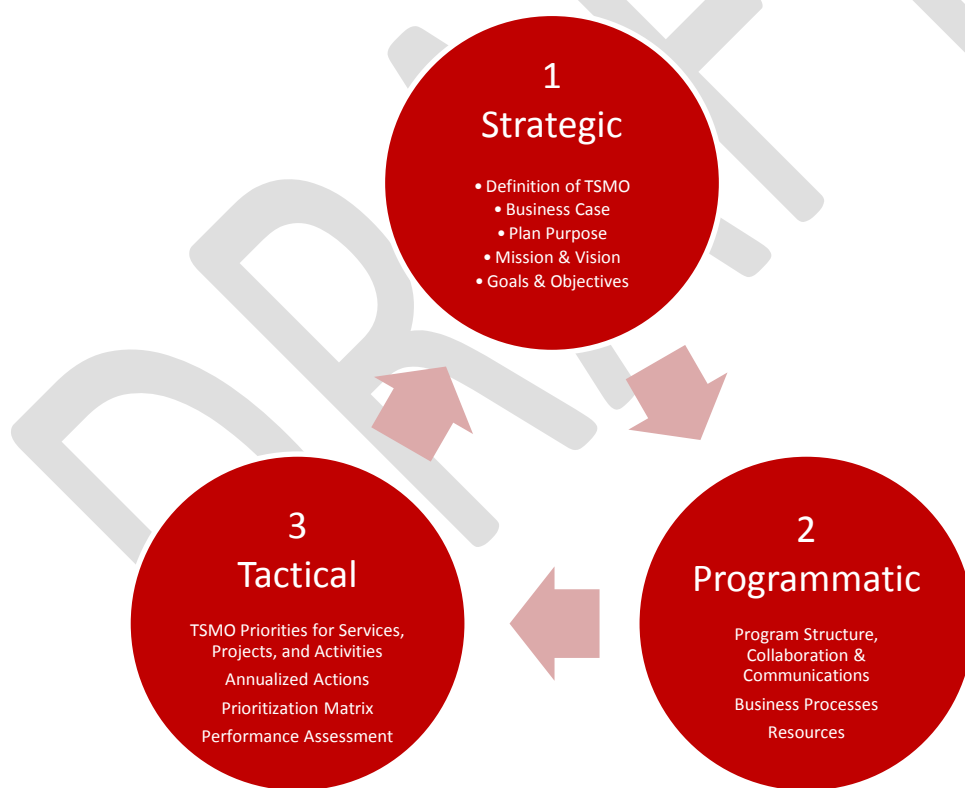 1
Strategic
• Definition of TSMO
• Business Case
• Plan Purpose
• Mission & Vision
• Goals & Objectives
2
Programmatic
Program Structure,
Collaboration &
Communications
Business Processes
Resources
3
Tactical
TSMO Priorities for Services,
Projects, and Activities
Annualized Actions
Prioritization Matrix
Performance Assessment
DRAF